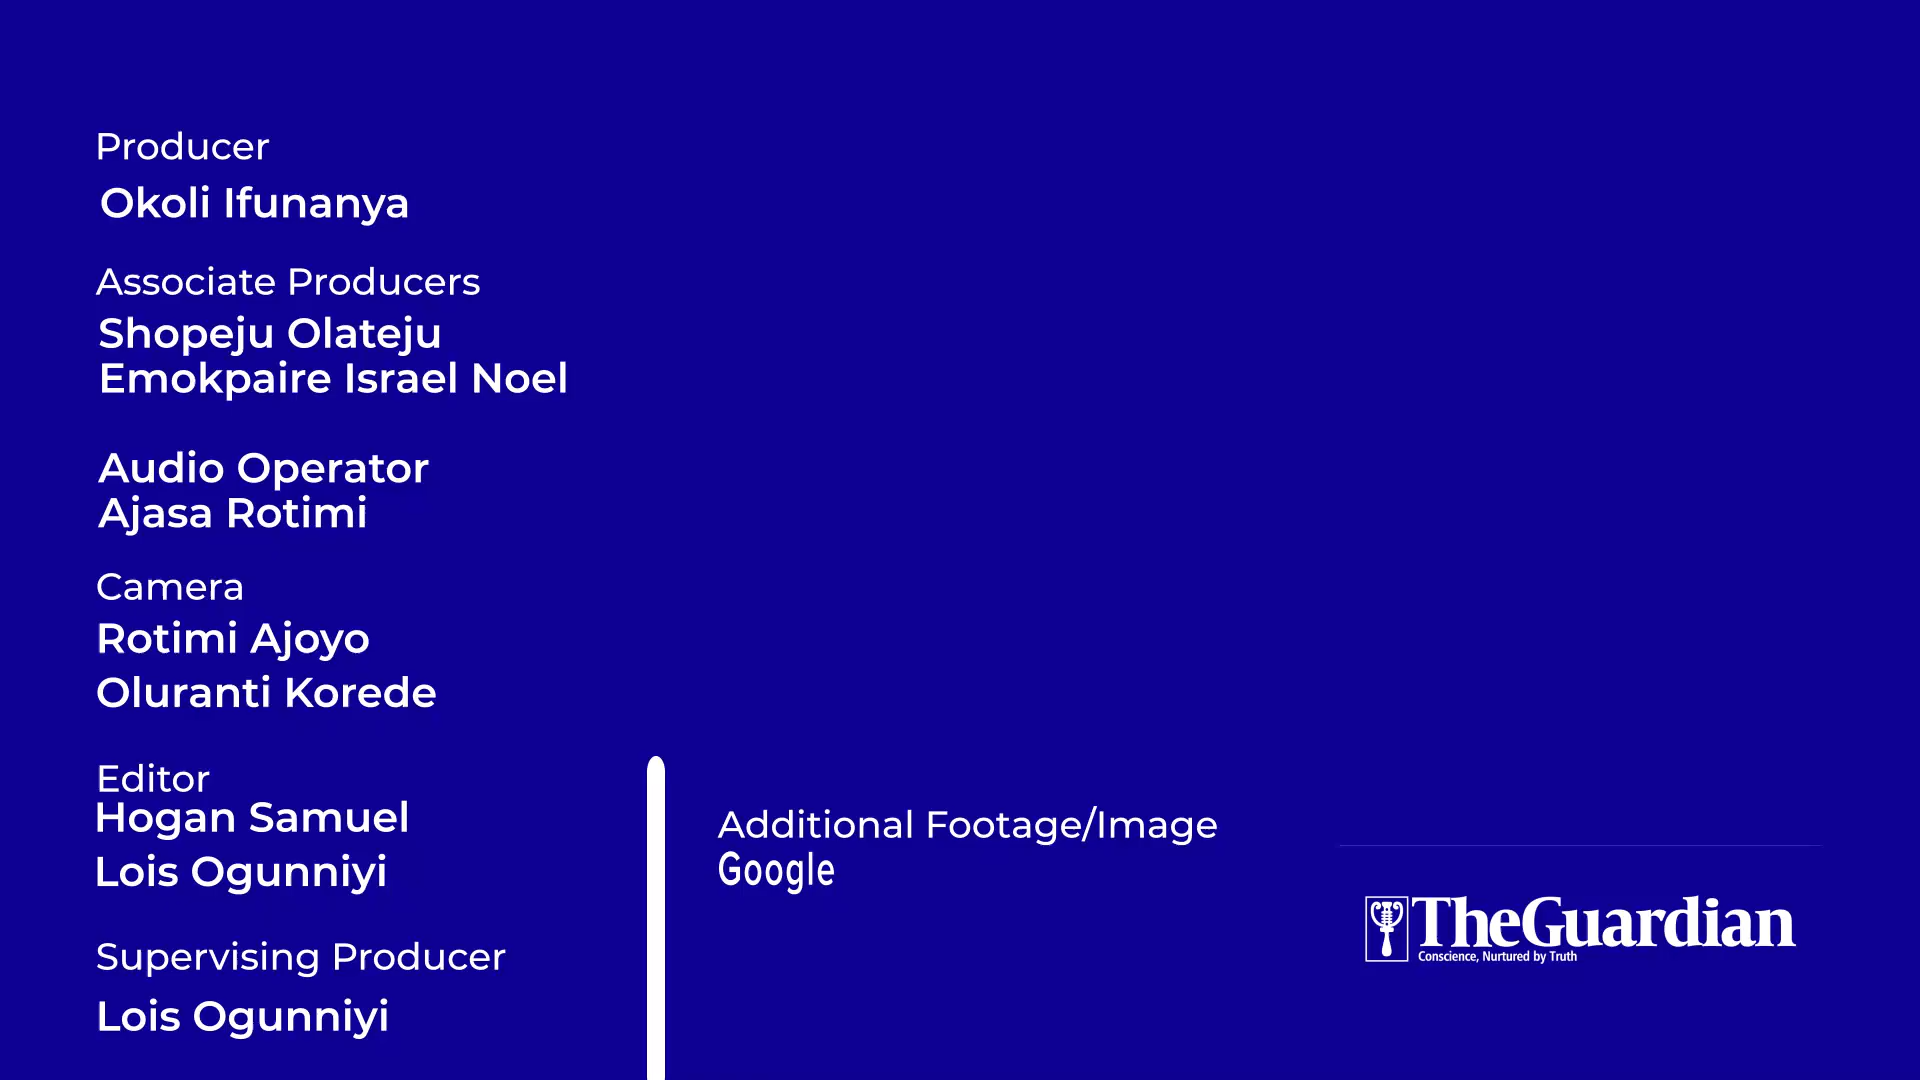 Producer
Okoli Ifunanya
Associate Producers
Shopeju Olateju
Emokpaire Israel Noel
Audio Operator
Ajasa Rotimi
Camera
Rotimi Ajoyo
Oluranti Korede
Editor
Hogan Samuel
Lois Ogunniyi
Supervising Producer
Lois Ogunniyi
Additional Footage/Image
Google
TheGuardian
Conscience, Nurtured by Truth